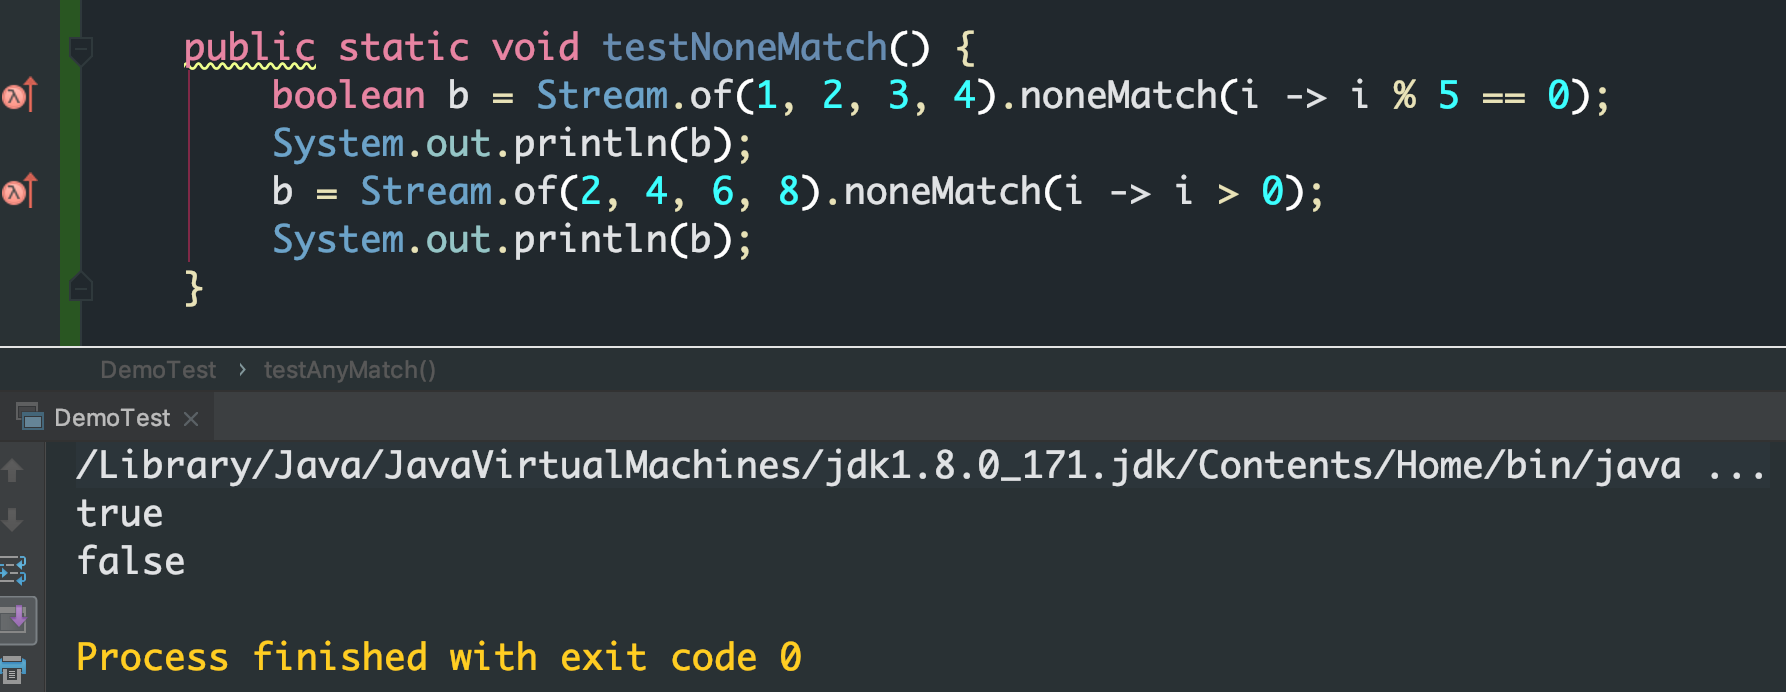 public static void testNoneMatch() {
boolean b = Stream.of(1, 2, 3, 4).noneMatch(i -> i % 5 == 0);
System.out.println(b);
b = Stream.of(2, 4, 6, 8).noneMatch(i -> i > 0);
System.out.println(b);
}
DemoTest › testAnyMatch()
DemoTest ×
/Library/Java/JavaVirtualMachines/jdk1.8.0_171.jdk/Contents/Home/bin/java ...
true
false
Process finished with exit code 0